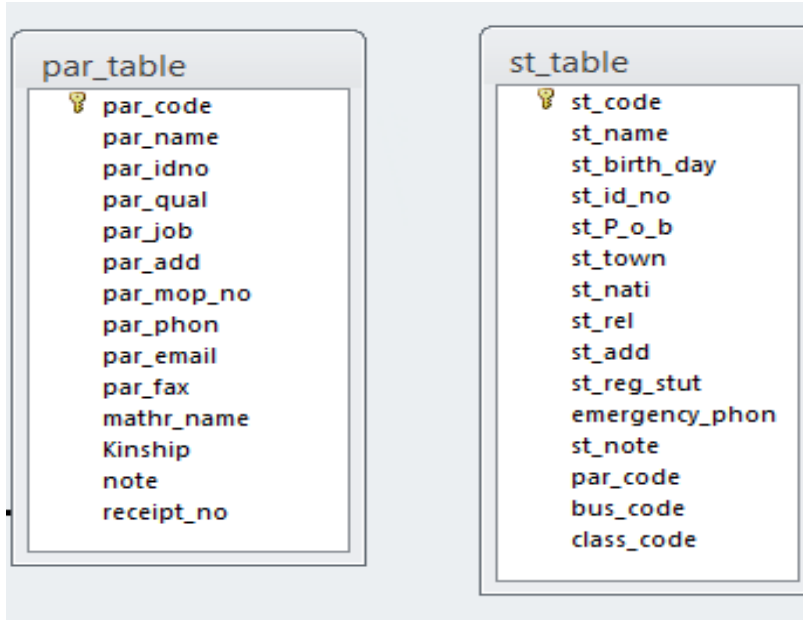 par_table
par_code
par_name
par_idno
par_qual
par_job
par_add
par_mop_no
par_phon
par_email
par_fax
mathr_name
Kinship
note
receipt_no
st_table
st_code
st_name
st_birth_day
st_id_no
st_P_o_b
st_town
st_nati
st_rel
st_add
st_reg_stut
emergency_phon
st_note
par_code
bus_code
class_code